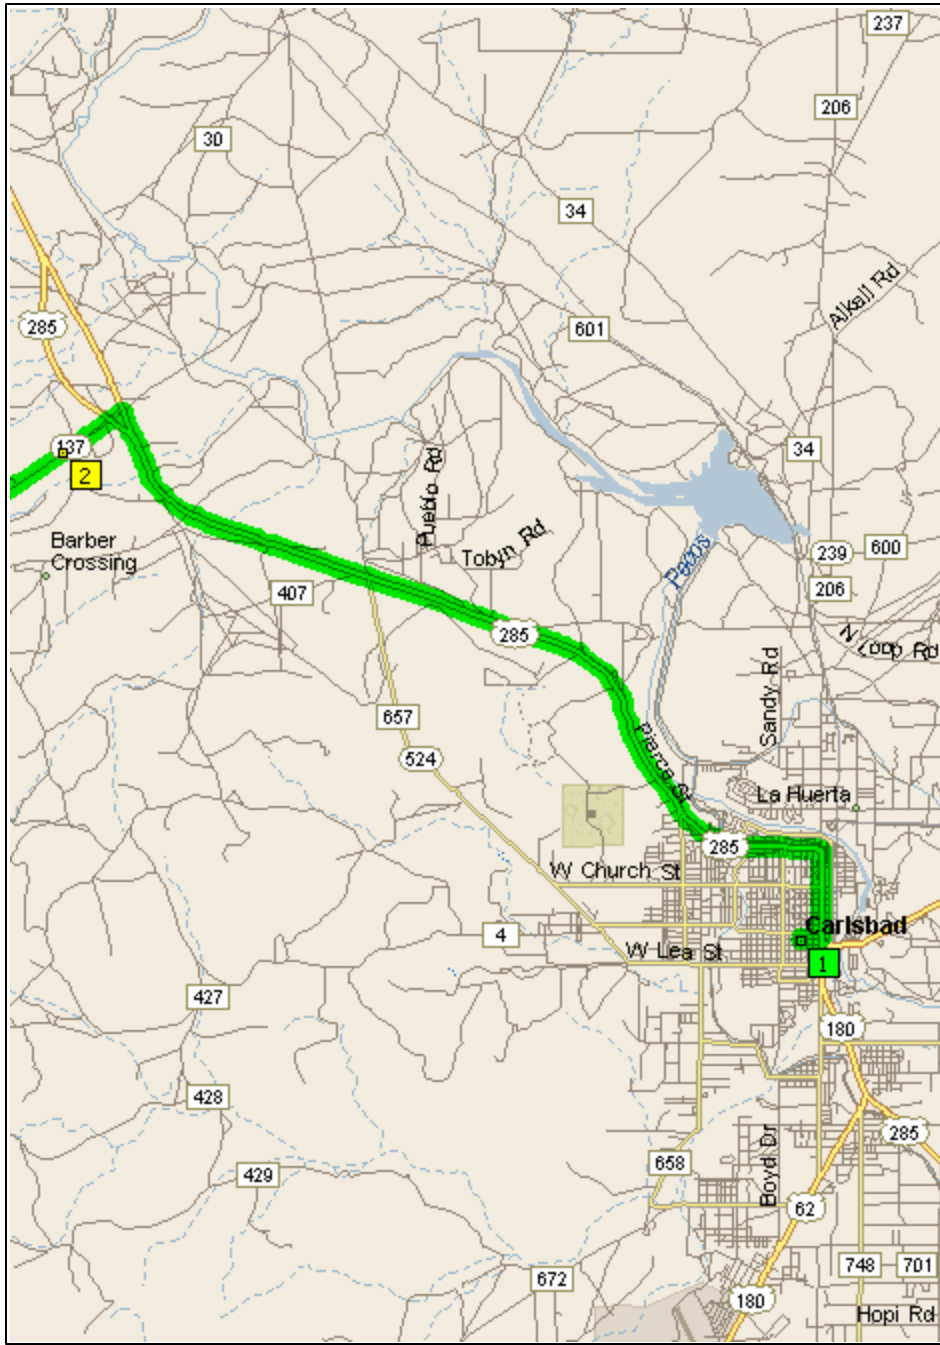 237
206
30
34
Alkali Rd
285
601
137
2
34
Pueblo Rd
Barber
Crossing
Tobyn Rd
Pecos
239
600
407
206
285
N Loop Rd
Sandy Rd
657
524
Pierce St
La Huerta
285
W Church St
4
Carlsbad
W Lea St
1
427
180
428
285
658
Boyd Dr
429
62
672
748
701
180
Hopi Rd